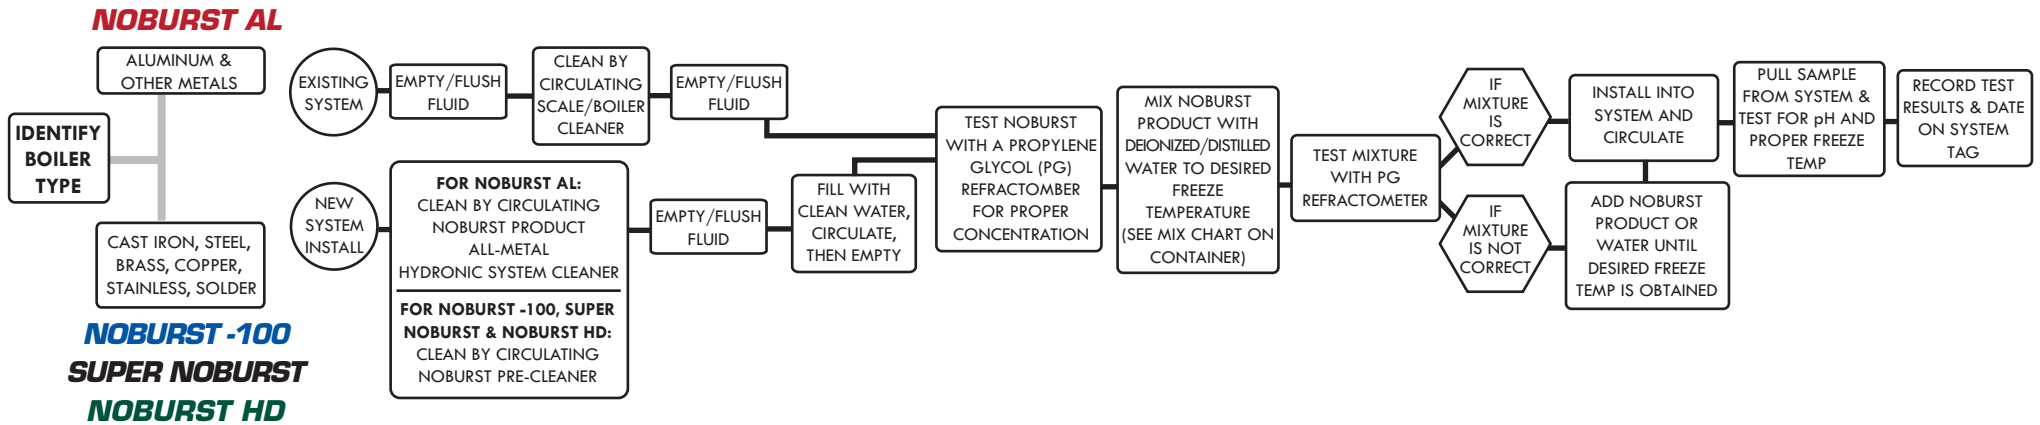 NOBURST AL
ALUMINUM &
OTHER METALS
IDENTIFY
BOILER
TYPE
CAST IRON, STEEL,
BRASS, COPPER,
STAINLESS, SOLDER
NOBURST -100
SUPER NOBURST
NOBURST HD
EXISTING
SYSTEM
EMPTY/FLUSH
FLUID
CLEAN BY
CIRCULATING
SCALE/BOILER
CLEANER
EMPTY/FLUSH
FLUID
NEW
SYSTEM
INSTALL
FOR NOBURST AL:
CLEAN BY CIRCULATING
NOBURST PRODUCT
ALL-METAL
HYDRONIC SYSTEM CLEANER
FOR NOBURST -100, SUPER
NOBURST & NOBURST HD:
CLEAN BY CIRCULATING
NOBURST PRE-CLEANER
EMPTY/FLUSH
FLUID
FILL WITH
CLEAN WATER,
CIRCULATE,
THEN EMPTY
TEST NOBURST
WITH A PROPYLENE
GLYCOL (PG)
REFRACTOMBER
FOR PROPER
CONCENTRATION
MIX NOBURST
PRODUCT WITH
DEIONIZED/DISTILLED
WATER TO DESIRED
FREEZE
TEMPERATURE
(SEE MIX CHART ON
CONTAINER)
TEST MIXTURE
WITH PG
REFRACTOMETER
IF
MIXTURE
IS
CORRECT
IF
MIXTURE
IS NOT
CORRECT
INSTALL INTO
SYSTEM AND
CIRCULATE
ADD NOBURST
PRODUCT OR
WATER UNTIL
DESIRED FREEZE
TEMP IS OBTAINED
PULL SAMPLE
FROM SYSTEM &
TEST FOR pH AND
PROPER FREEZE
TEMP
RECORD TEST
RESULTS & DATE
ON SYSTEM
TAG